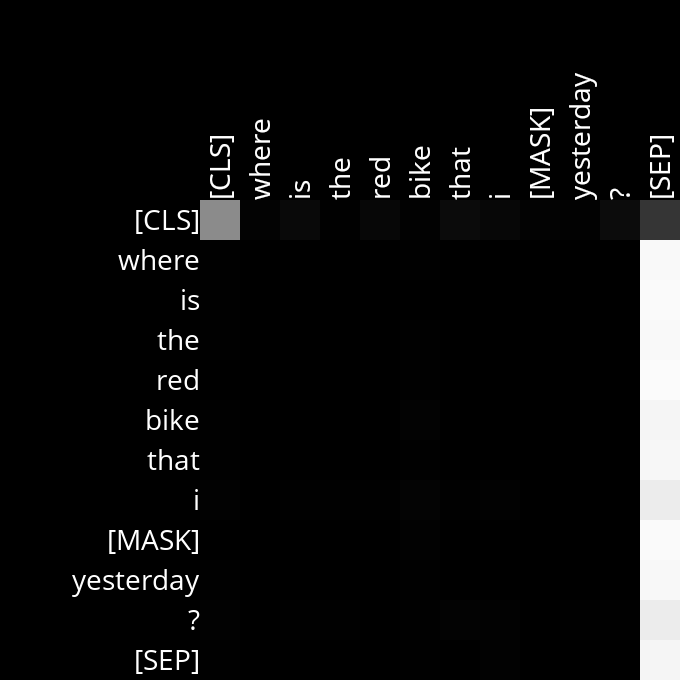 [CLS] where is the red bike that i [MASK] yesterday ? [SEP]
[CLS]
where
is
the
red
bike
that
i
[MASK]
yesterday
?
[SEP]